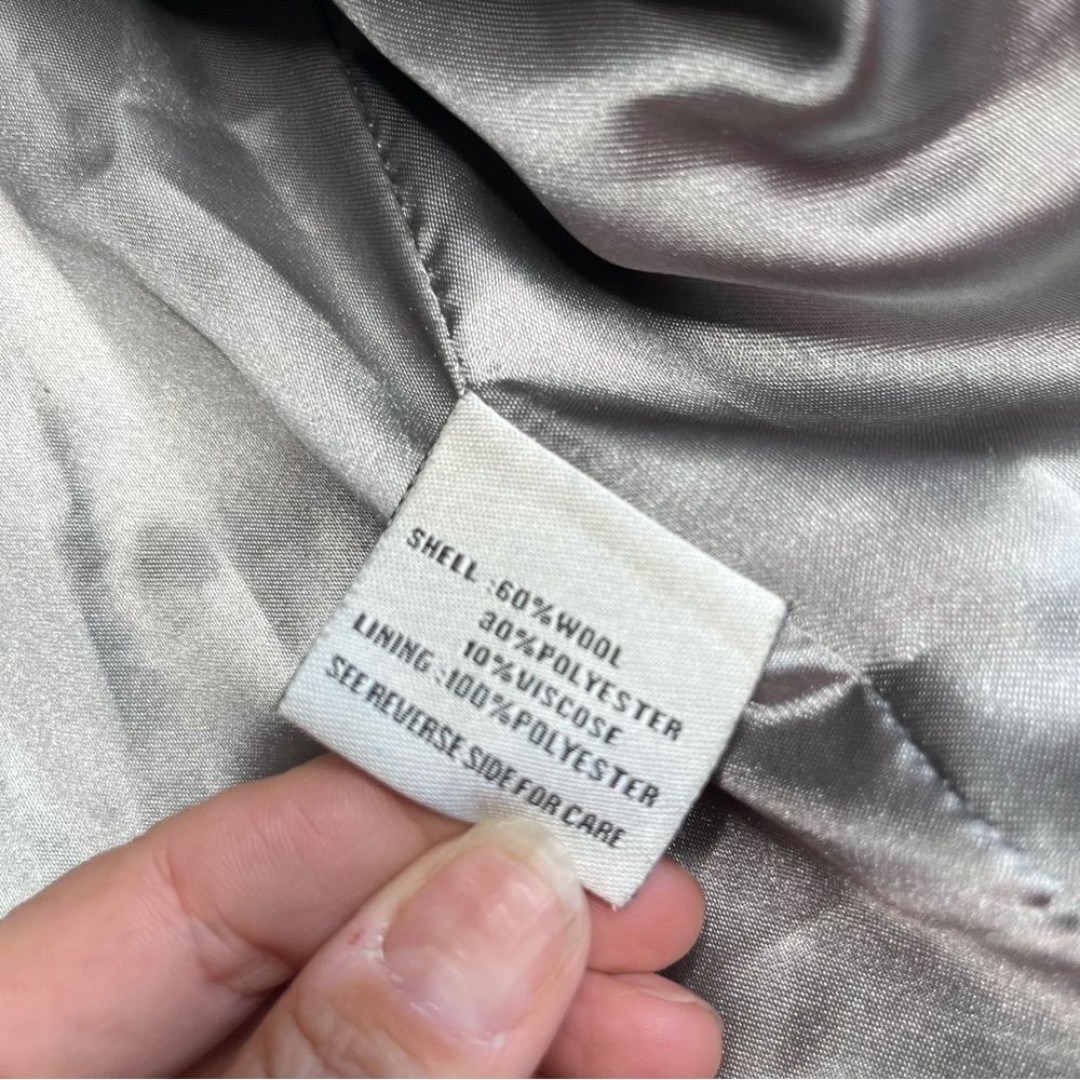 SHELL :60%WOOL
30%POLYESTER
10%VISCOSE
LINING :100%POLYESTER
SEE REVERSE SIDE FOR CARE